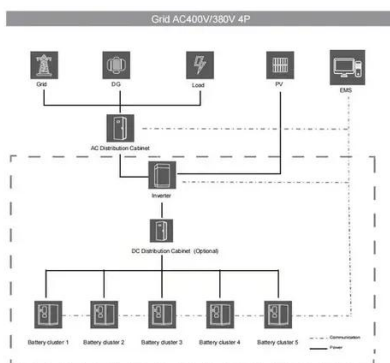 Grid AC400V/380V 4P
Grid
DG
Load
PV
EMS
AC Distribution Cabinet
Inverter
DC Distribution Cabinet (Optional)
Battery cluster 1
Battery cluster 2
Battery cluster 3
Battery cluster 4
Battery cluster 5
Communication
Power